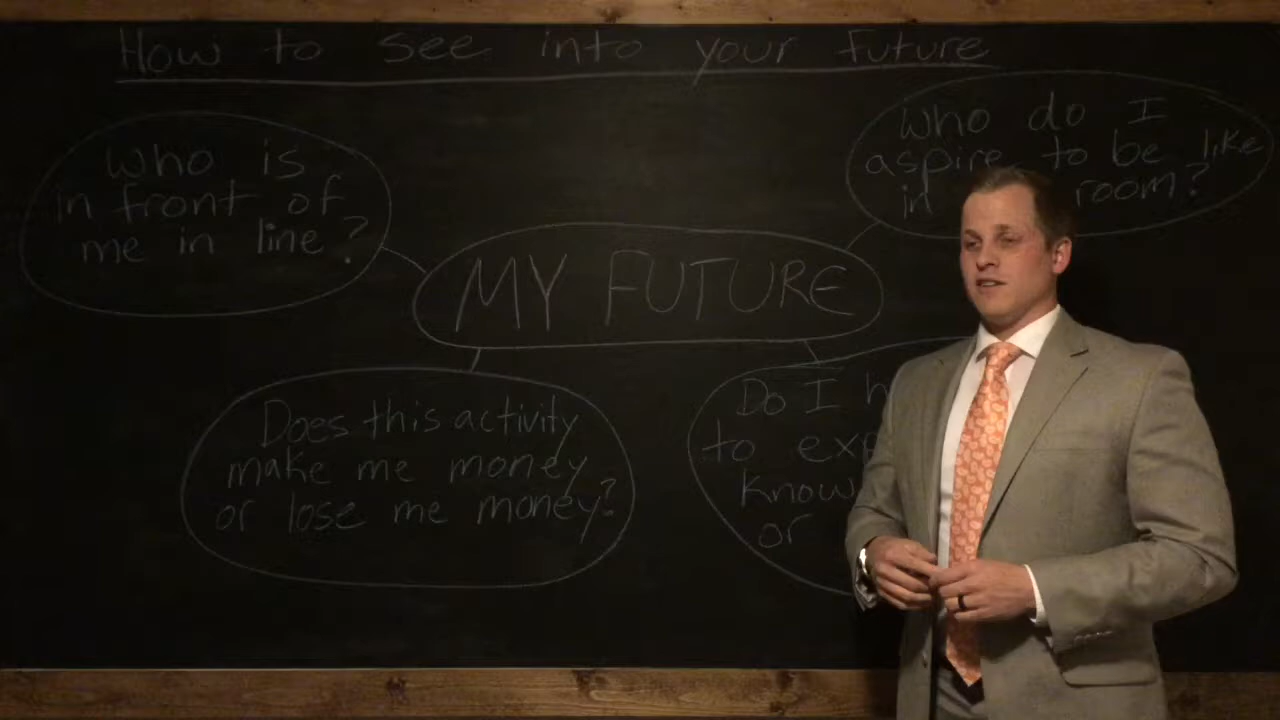 How to see into your future
Who is
in front of
me in line?
Who do I
aspire to be like
in room?
MY FUTURE
Does this activity
make me money
or lose me money?
Do I
to
know
or